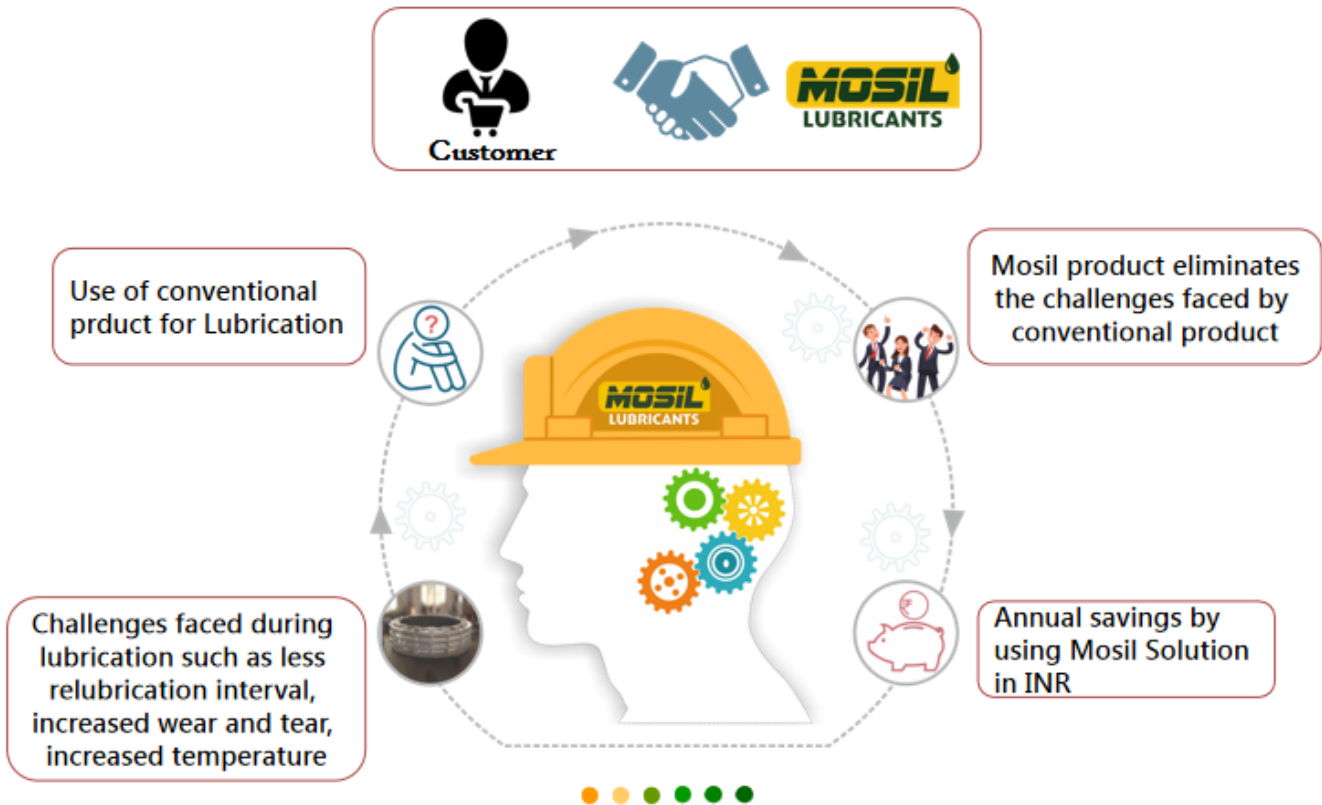 Customer
MOSIL
LUBRICANTS
Use of conventional
prduct for Lubrication
Mosil product eliminates
the challenges faced by
conventional product
?
MOSIL
LUBRICANTS
Challenges faced during
lubrication such as less
relubrication interval,
increased wear and tear,
increased temperature
₹
Annual savings by
using Mosil Solution
in INR